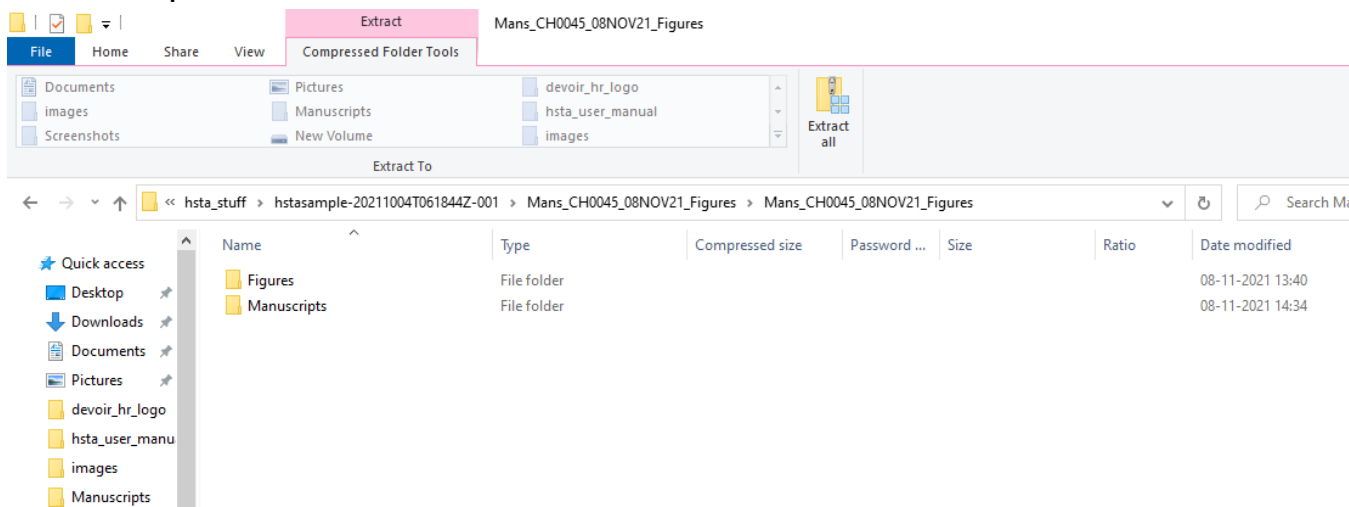 Extract
Mans_CH0045_08NOV21_Figures
File Home Share View Compressed Folder Tools
Documents Pictures devoir_hr_logo
images Manuscripts hsta_user_manual
Screenshots New Volume images
Extract all
Extract To
« hsta_stuff › hstasample-20211004T061844Z-001 › Mans_CH0045_08NOV21_Figures › Mans_CH0045_08NOV21_Figures
Search Ma
Name Type Compressed size Password ... Size Ratio Date modified
Quick access
Figures File folder 08-11-2021 13:40
Desktop
Manuscripts File folder 08-11-2021 14:34
Downloads
Documents
Pictures
devoir_hr_logo
hsta_user_manu
images
Manuscripts